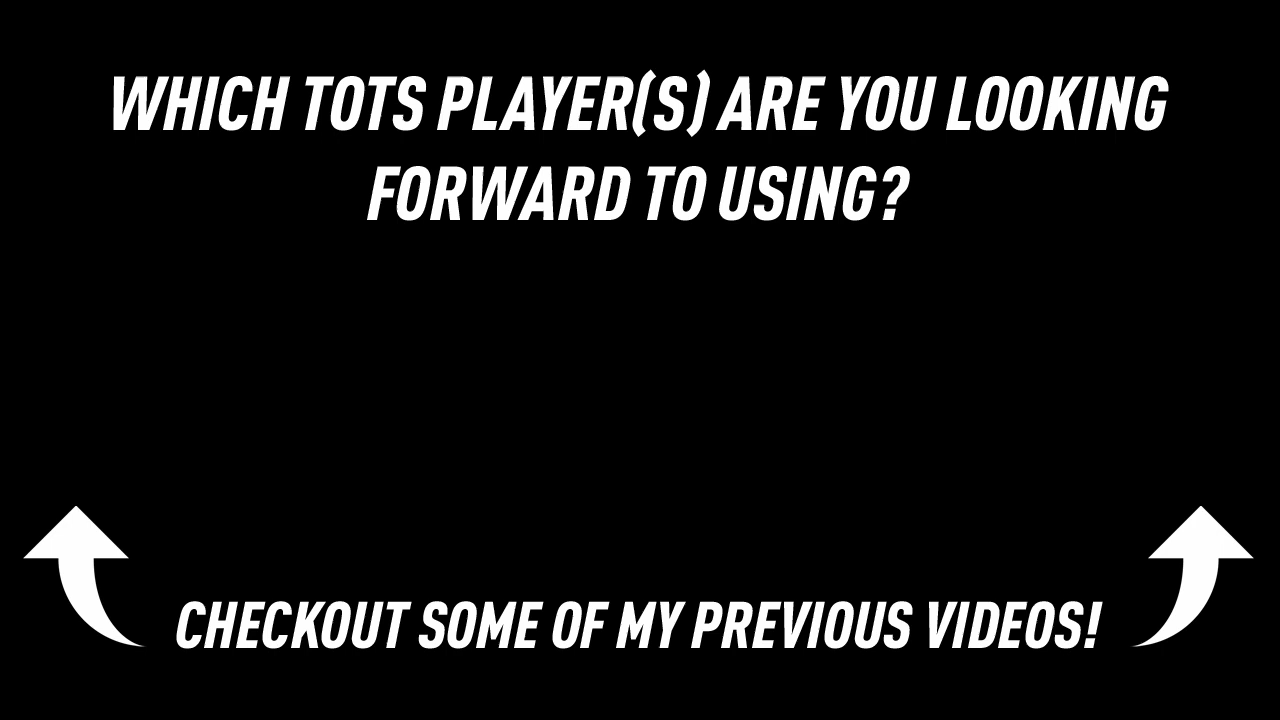 WHICH TOTS PLAYER(S) ARE YOU LOOKING
FORWARD TO USING?
CHECKOUT SOME OF MY PREVIOUS VIDEOS!